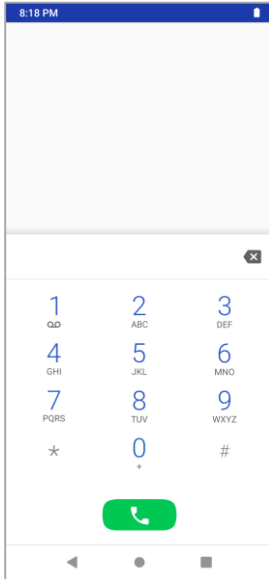 8:18 PM
1 2 3
ABC DEF
4 5 6
GHI JKL MNO
7 8 9
PQRS TUV WXYZ
* 0 #
+